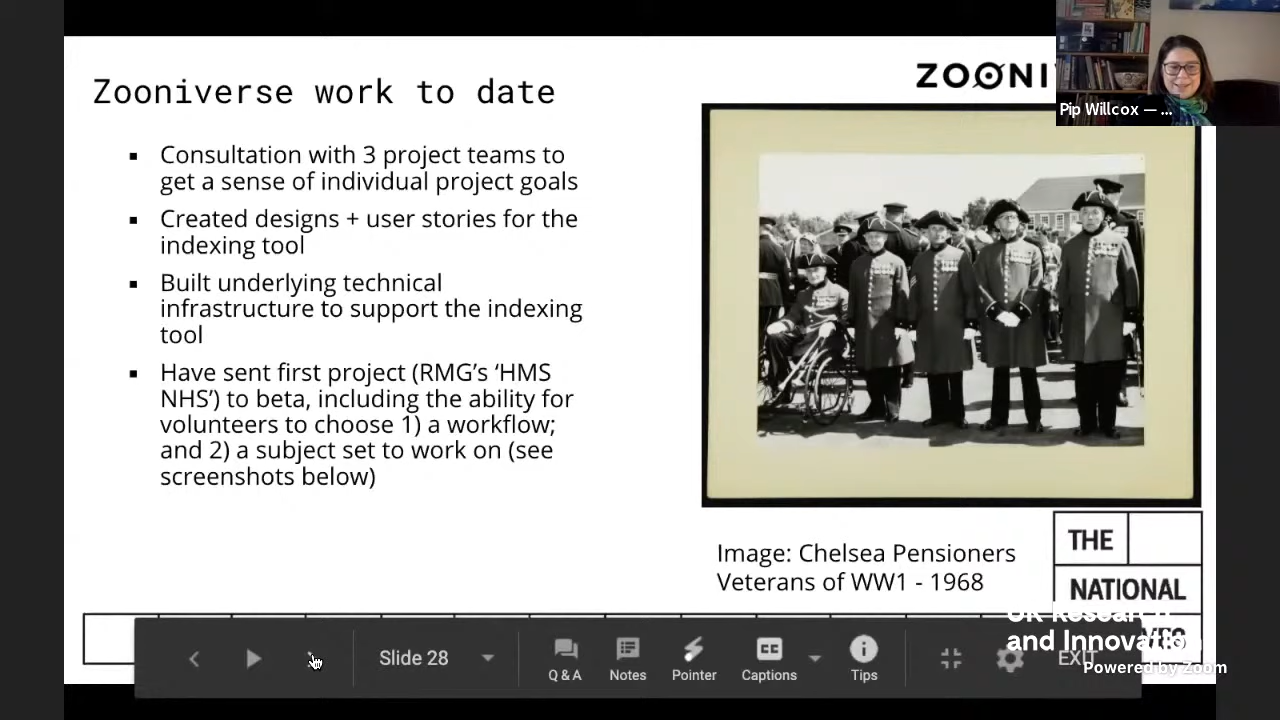 Zooniverse work to date
ZOONI
Pip Willcox — ...
▪ Consultation with 3 project teams to
get a sense of individual project goals
▪ Created designs + user stories for the
indexing tool
▪ Built underlying technical
infrastructure to support the indexing
tool
▪ Have sent first project (RMG’s ‘HMS
NHS’) to beta, including the ability for
volunteers to choose 1) a workflow;
and 2) a subject set to work on (see
screenshots below)
Image: Chelsea Pensioners
Veterans of WW1 - 1968
THE
NATIONAL
UK Research
and Innovation
Powered by Zoom
Slide 28
Q & A
Notes
Pointer
CC
Captions
Tips
EXIT